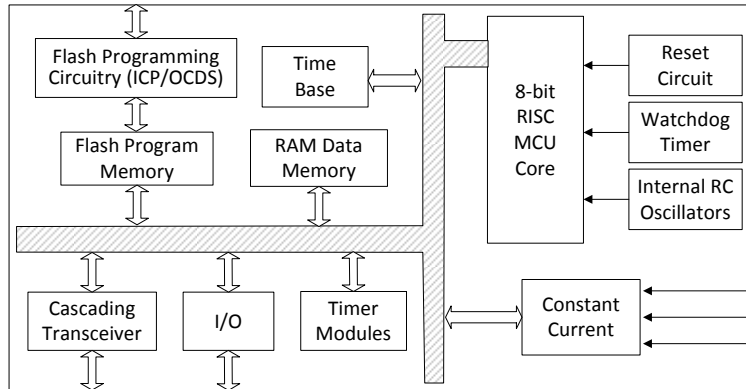 Flash Programming
Circuitry (ICP/OCDS)
Time
Base
8-bit
RISC
MCU
Core
Reset
Circuit
Flash Program
Memory
RAM Data
Memory
Watchdog
Timer
Internal RC
Oscillators
Cascading
Transceiver
I/O
Timer
Modules
Constant
Current